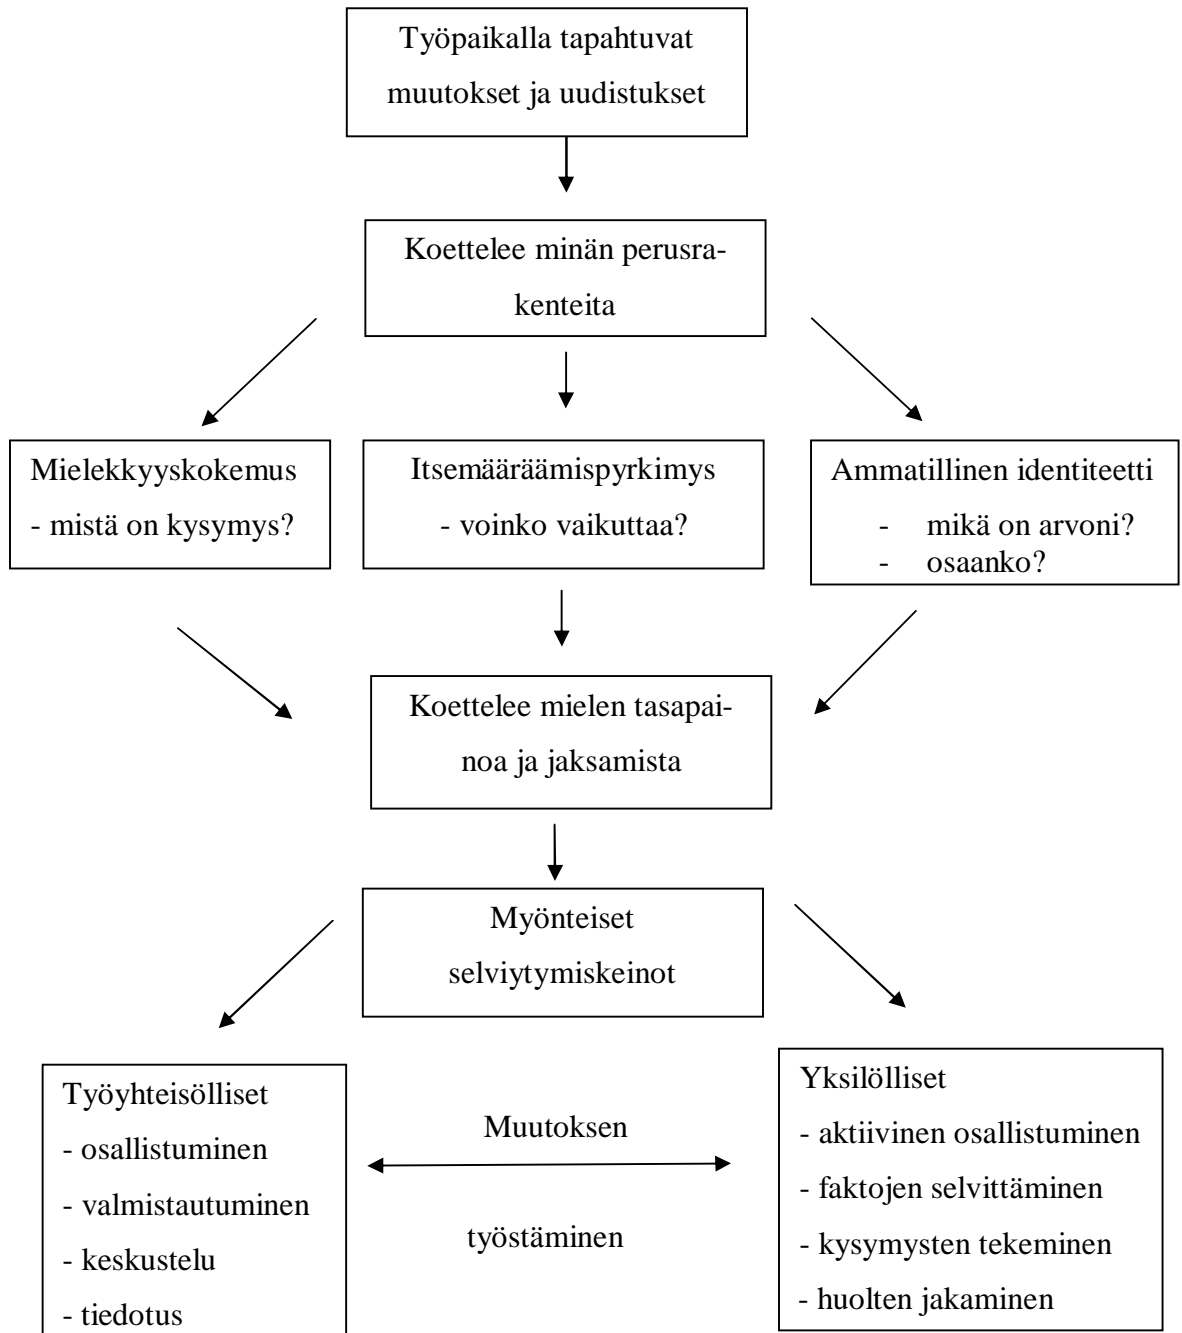 Työpaikalla tapahtuvat
muutokset ja uudistukset
Koettelee minän perusra-
kenteita
Mielekkyyskokemus
- mistä on kysymys?
Itsemääräämispyrkimys
- voinko vaikuttaa?
Ammatillinen identiteetti
- mikä on arvoni?
- osaanko?
Koettelee mielen tasapai-
noa ja jaksamista
Myönteiset
selviytymiskeinot
Työyhteisölliset
- osallistuminen
- valmistautuminen
- keskustelu
- tiedotus
Muutoksen
työstäminen
Yksilölliset
- aktiivinen osallistuminen
- faktojen selvittäminen
- kysymysten tekeminen
- huolten jakaminen